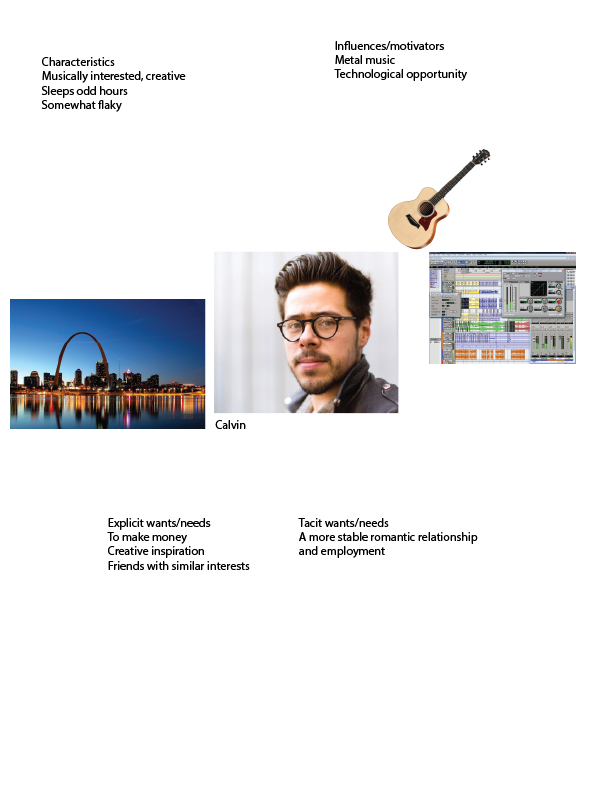 Characteristics
Musically interested, creative
Sleeps odd hours
Somewhat flaky
Influences/motivators
Metal music
Technological opportunity
Calvin
Explicit wants/needs
To make money
Creative inspiration
Friends with similar interests
Tacit wants/needs
A more stable romantic relationship
and employment